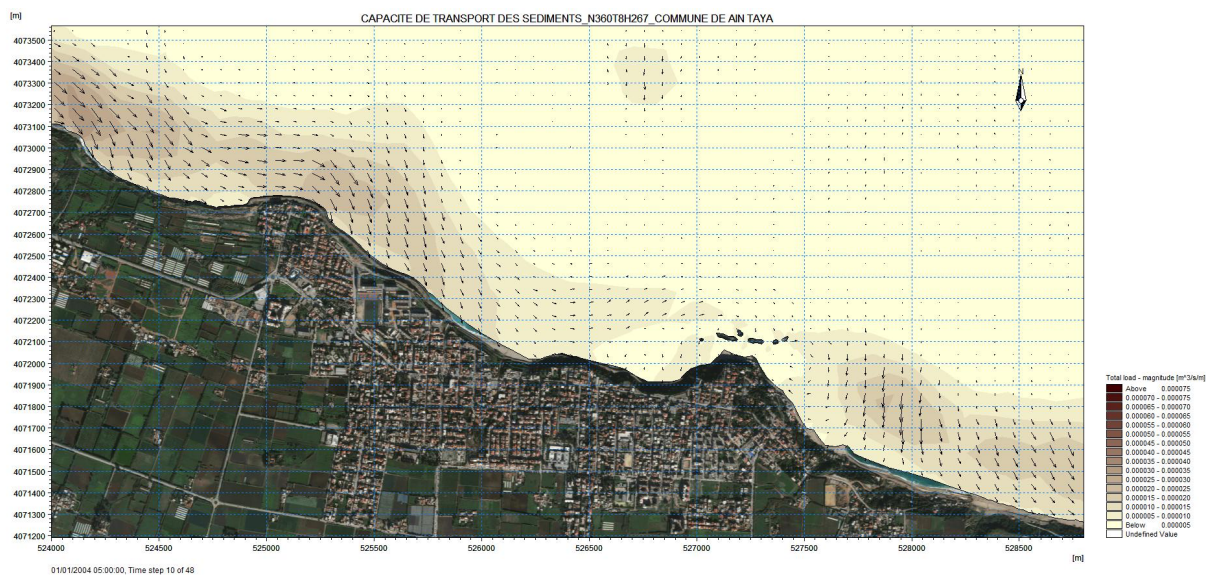 CAPACITE DE TRANSPORT DES SEDIMENTS_N360T8H267_COMMUNE DE AIN TAYA
[m]
4073500
4073400
4073300
4073200
4073100
4073000
4072900
4072800
4072700
4072600
4072500
4072400
4072300
4072200
4072100
4072000
4071900
4071800
4071700
4071600
4071500
4071400
4071300
4071200
N
524000 524500 525000 525500 526000 526500 527000 527500 528000 528500
[m]
Total load - magnitude [m^3/s/m]
Above 0.000075
0.000070 - 0.000075
0.000065 - 0.000070
0.000060 - 0.000065
0.000055 - 0.000060
0.000050 - 0.000055
0.000045 - 0.000050
0.000040 - 0.000045
0.000035 - 0.000040
0.000030 - 0.000035
0.000025 - 0.000030
0.000020 - 0.000025
0.000015 - 0.000020
0.000010 - 0.000015
0.000005 - 0.000010
Below 0.000005
Undefined Value
01/01/2004 05:00:00, Time step 10 of 48